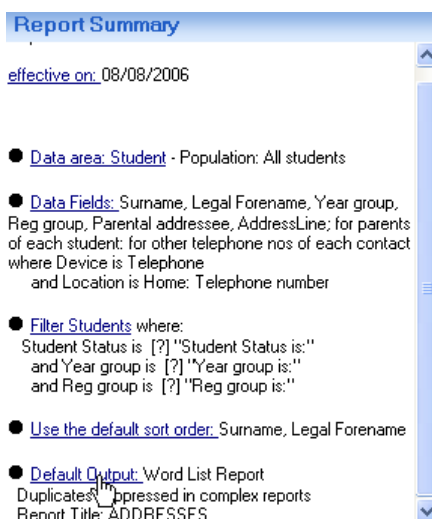 Report Summary
effective on: 08/08/2006
● Data area: Student - Population: All students
● Data Fields: Surname, Legal Forename, Year group,
Reg group, Parental addressee, AddressLine; for parents
of each student: for other telephone nos of each contact
where Device is Telephone
and Location is Home: Telephone number
● Filter Students where:
Student Status is [?] "Student Status is:"
and Year group is [?] "Year group is:"
and Reg group is [?] "Reg group is:"
● Use the default sort order: Surname, Legal Forename
● Default Output: Word List Report
Duplicates in complex reports
Report Title: ADDRESSES